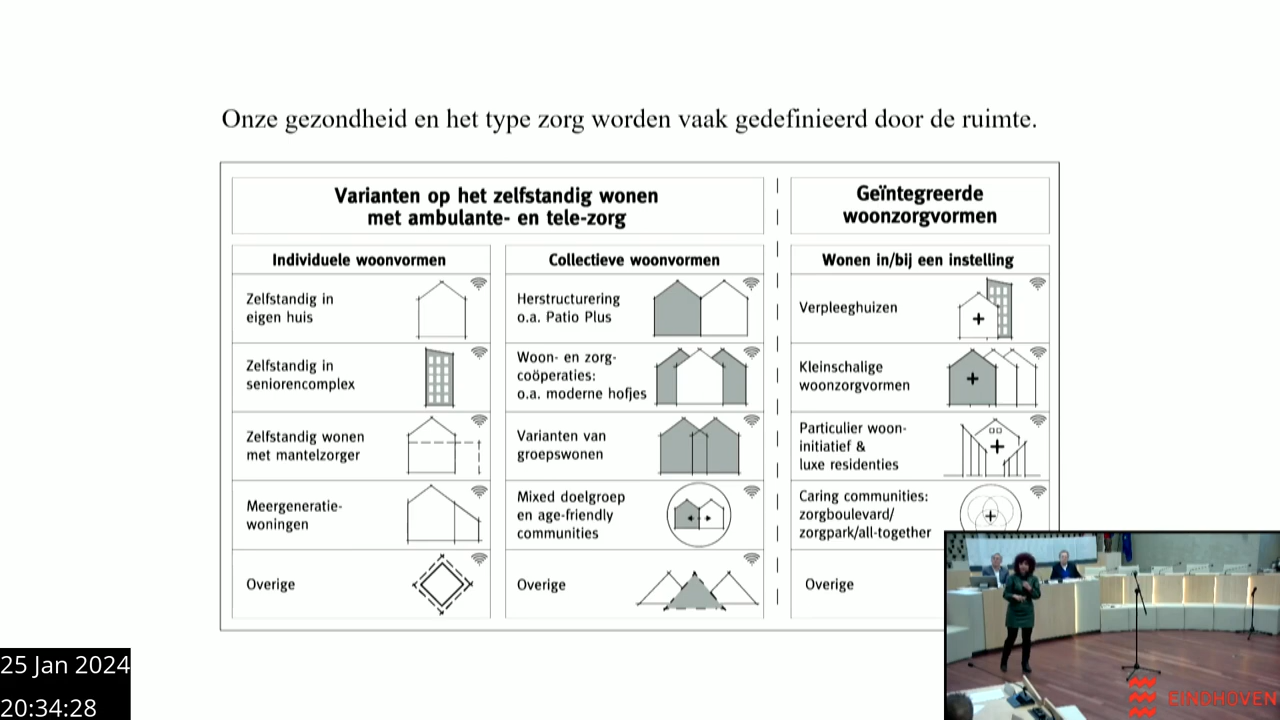 Onze gezondheid en het type zorg worden vaak gedefinieerd door de ruimte.
Varianten op het zelfstandig wonen
met ambulante- en tele-zorg
Geïntegreerde
woonzorgvormen
Individuele woonvormen
Zelfstandig in
eigen huis
Zelfstandig in
seniorencomplex
Zelfstandig wonen
met mantelzorger
Meergeneratie-
woningen
Overige
Collectieve woonvormen
Herstructurering
o.a. Patio Plus
Woon- en zorg-
coöperaties:
o.a. moderne hofjes
Varianten van
groepswonen
Mixed doelgroep
en age-friendly
communities
Overige
Wonen in/bij een instelling
Verpleeghuizen
Kleinschalige
woonzorgvormen
Particulier woon-
initiatief &
luxe residenties
Caring communities:
zorgboulevard/
zorgpark/all-together
Overige
25 Jan 2024
20:34:28
EINDHOVEN